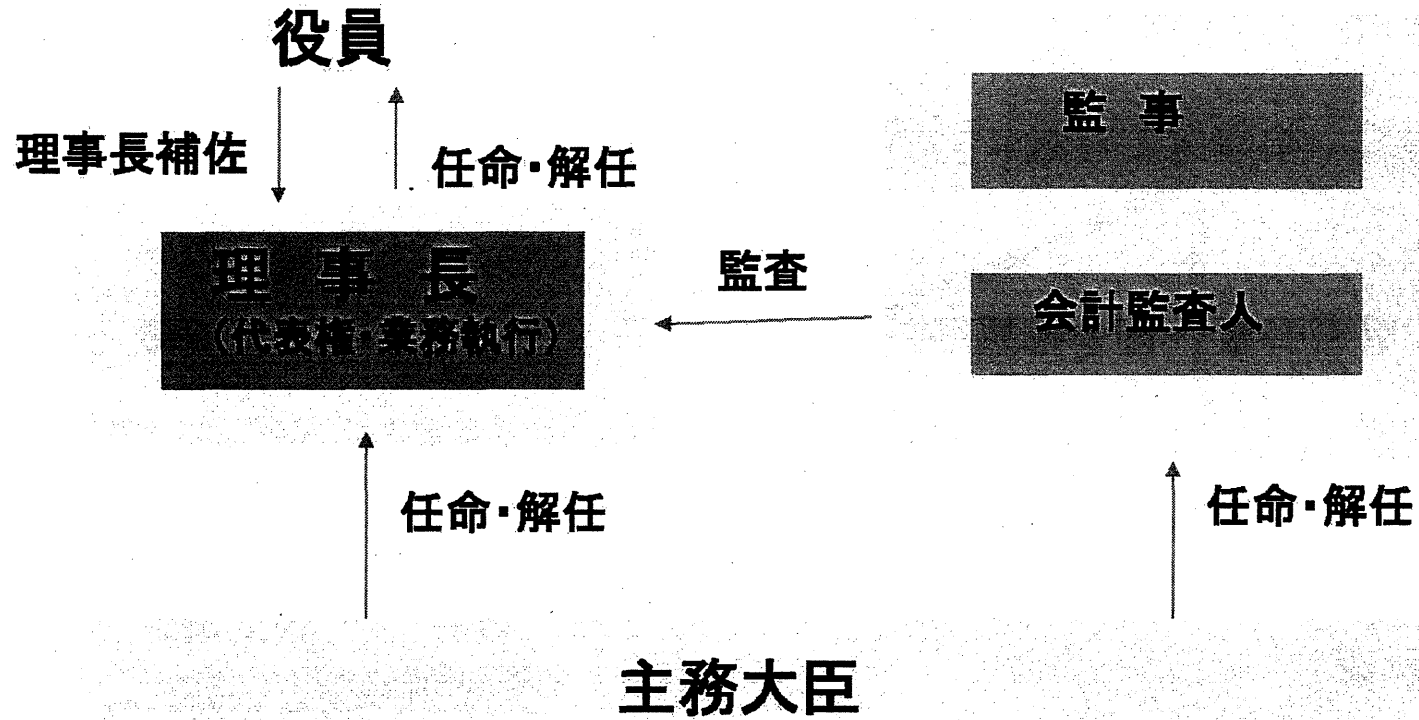 役員
理事長補佐
任命・解任
理事長
(代表権・業務執行)
監査
監事
会計監査人
任命・解任
任命・解任
主務大臣